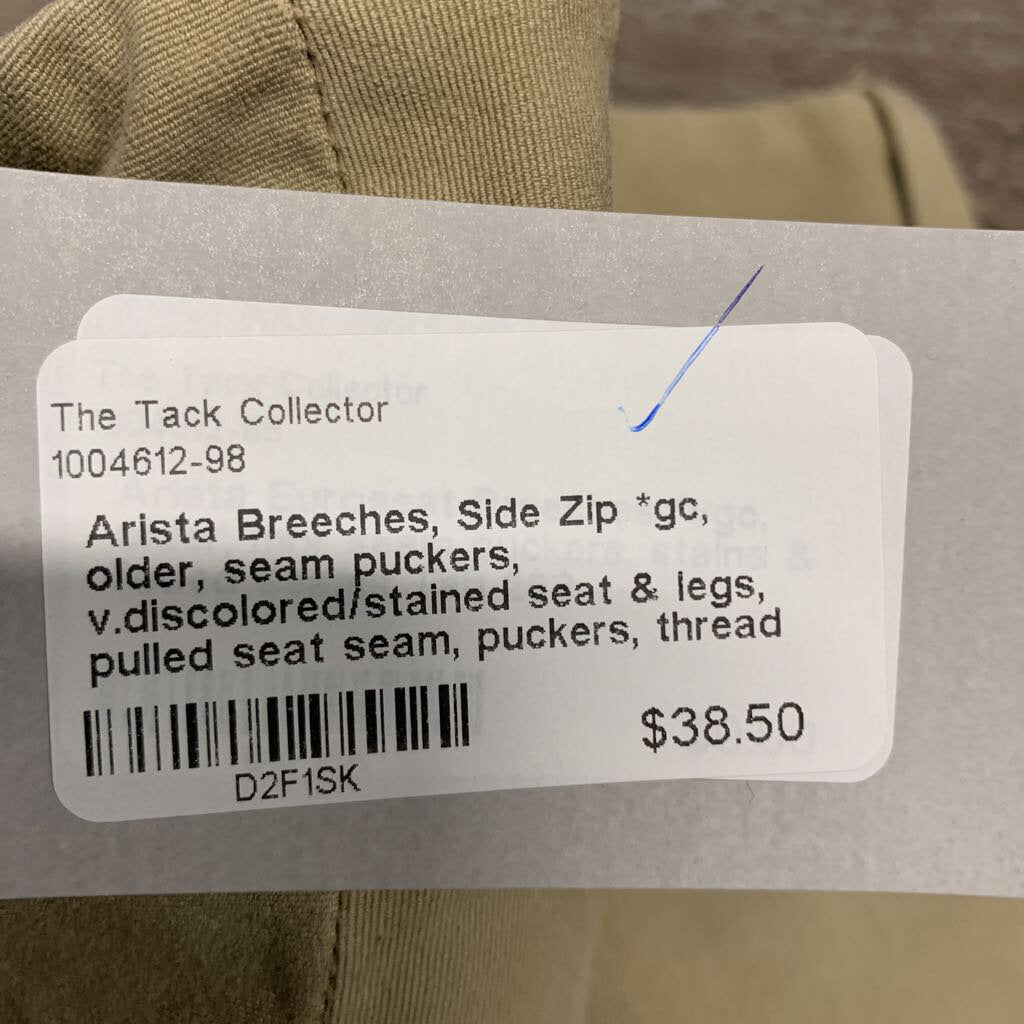 The Tack Collector
1004612-98
Arista Breeches, Side Zip *gc,
older, seam puckers,
v.discolored/stained seat & legs,
pulled seat seam, puckers, thread
D2F1SK
$38.50